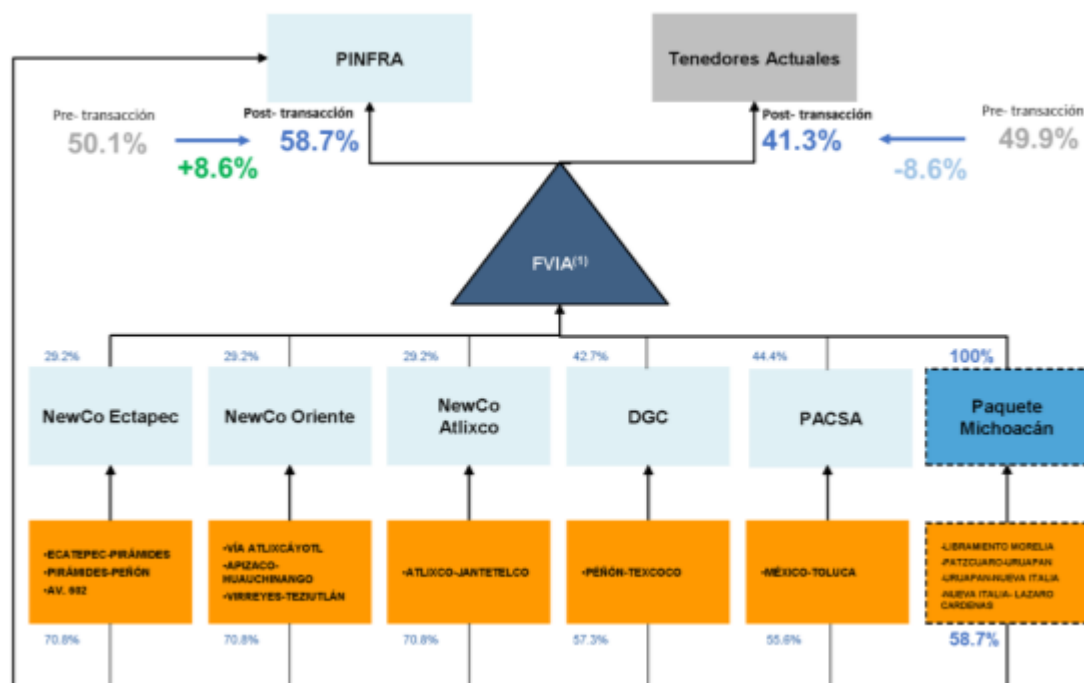 PINFRA
Tenedores Actuales
Pre- transacción
50.1%
Post- transacción
58.7%
+8.6%
Post- transacción
41.3%
-8.6%
Pre- transacción
49.9%
FVIA(1)
29.2%
29.2%
29.2%
42.7%
44.4%
100%
NewCo Ectapec
NewCo Oriente
NewCo
Atlixco
DGC
PACSA
Paquete
Michoacán
•ECATEPEC-PIRÁMIDES
•PIRÁMIDES-PEÑÓN
•AV. 602
•VÍA ATLIXCÁYOTL
•APIZACO-
HUAUCHINANGO
•VIRREYES-TEZIUTLÁN
•ATLIXCO-JANTETELCO
•PEÑÓN-TEXCOCO
•MÉXICO-TOLUCA
•LIBRAMIENTO MORELIA
•PATZCUARO-URUAPAN
•URUAPAN-NUEVA ITALIA
•NUEVA ITALIA- LAZARO
CARDENAS
70.8%
70.8%
70.8%
57.3%
55.6%
58.7%